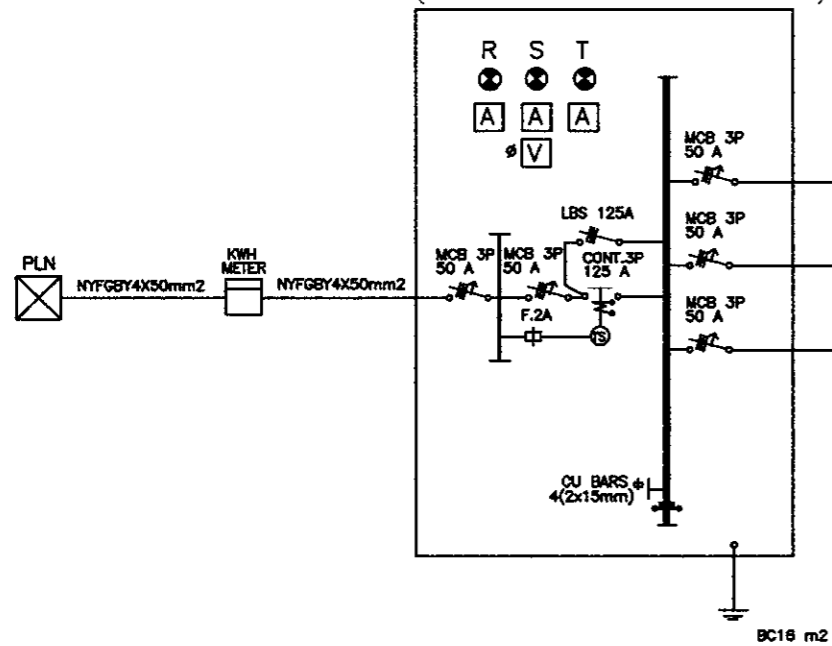 R S T
A A A
ø V
MCB 3P
50 A
LBS 125A
MCB 3P
50 A
MCB 3P
50 A
MCB 3P
50 A
CONT.3P
125 A
PLN
KWH
METER
NYFGBY4X50mm2
NYFGBY4X50mm2
F.2A
TS
MCB 3P
50 A
CU BARS
4(2x15mm)
BC16 m2